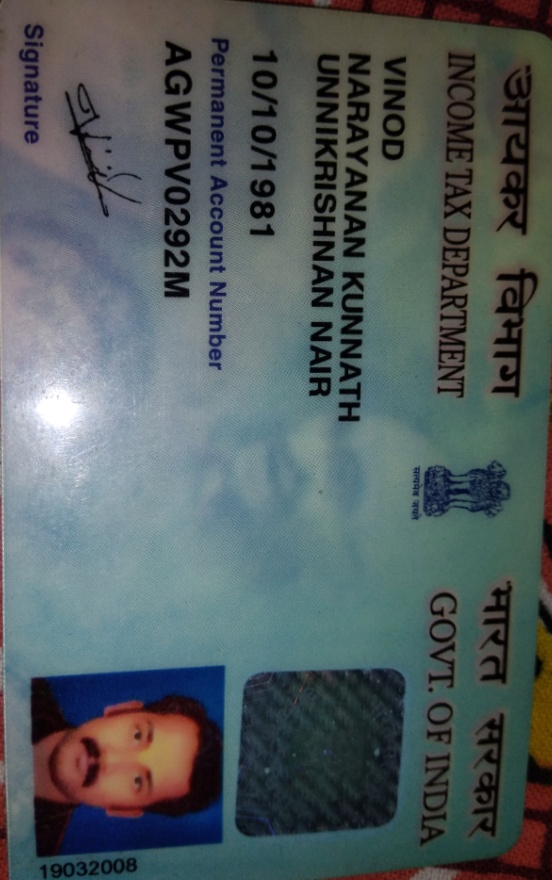 आयकर विभाग
INCOME TAX DEPARTMENT
भारत सरकार
GOVT. OF INDIA
सत्यमेव जयते
VINOD
NARAYANAN KUNNATH
UNNIKRISHNAN NAIR
10/10/1981
Permanent Account Number
AGWPV0292M
Signature
19032008